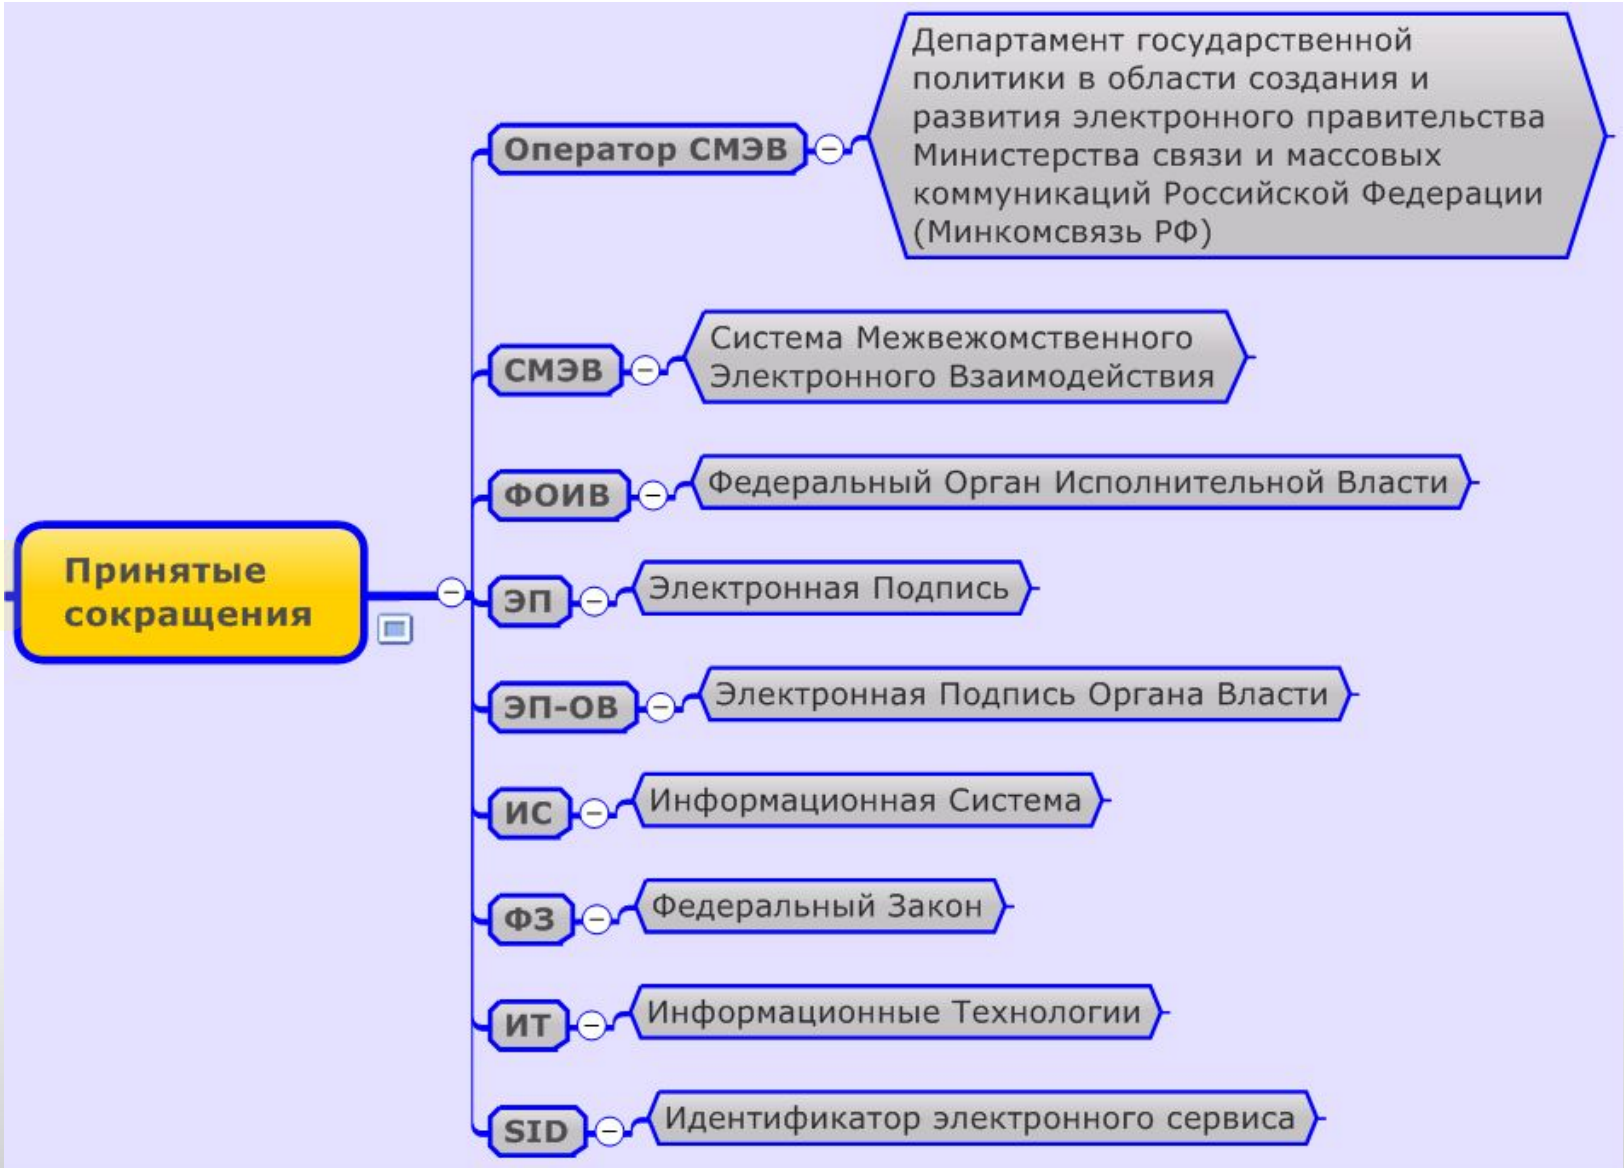 Принятые
сокращения
Оператор СМЭВ
Департамент государственной
политики в области создания и
развития электронного правительства
Министерства связи и массовых
коммуникаций Российской Федерации
(Минкомсвязь РФ)
СМЭВ
Система Межвежомственного
Электронного Взаимодействия
ФОИВ
Федеральный Орган Исполнительной Власти
ЭП
Электронная Подпись
ЭП-ОВ
Электронная Подпись Органа Власти
ИС
Информационная Система
ФЗ
Федеральный Закон
ИТ
Информационные Технологии
SID
Идентификатор электронного сервиса